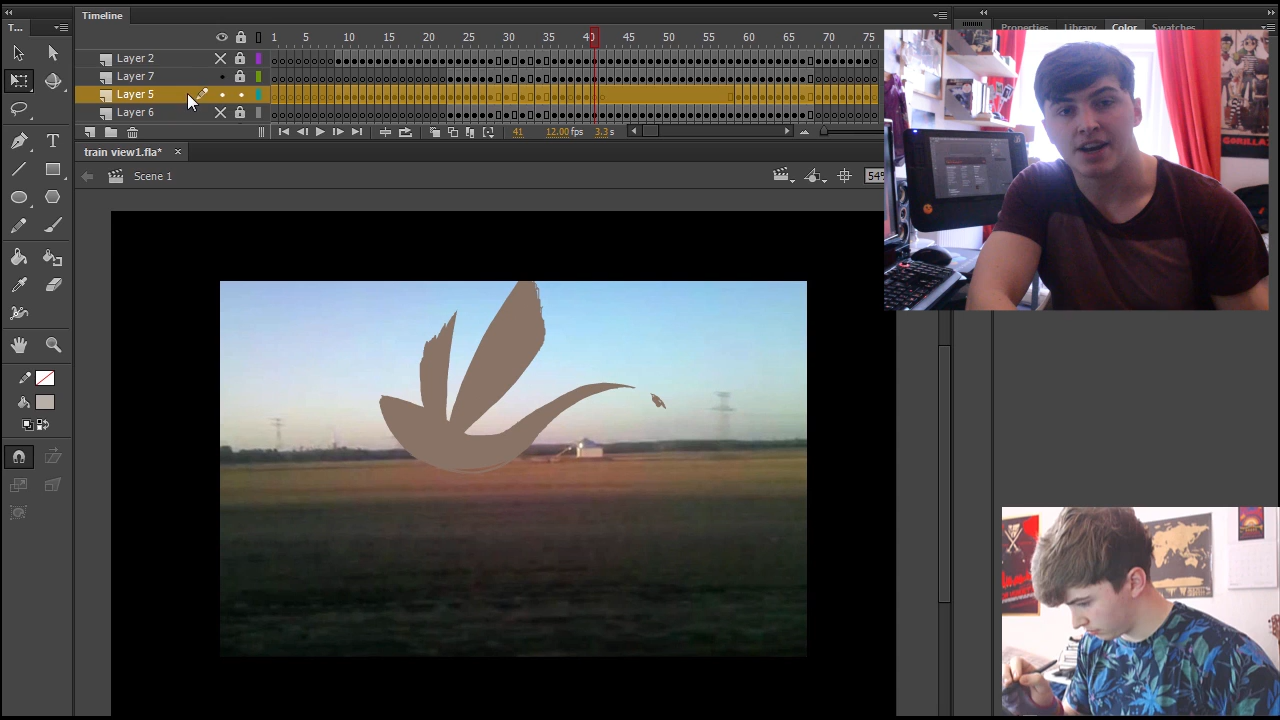 T...
Timeline
Properties
Library
Color
Swatches
1 5 10 15 20 25 30 35 40 45 50 55 60 65 70 75
Layer 2
Layer 7
Layer 5
Layer 6
41 12.00 fps 3.3 s
train view1.fla* ×
Scene 1
54%
T
GORILLAZ